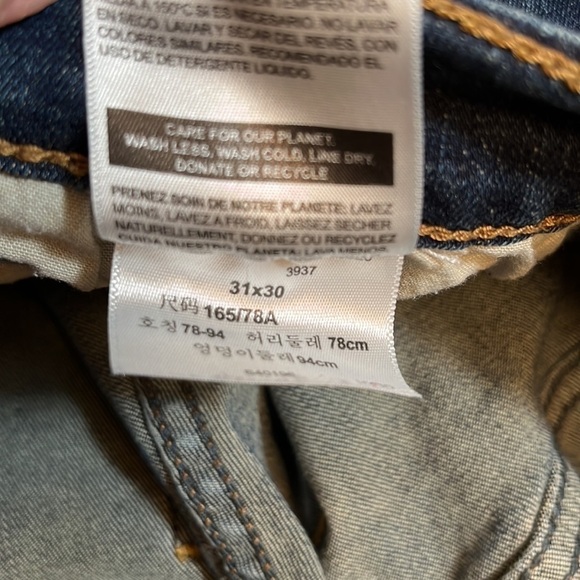 A 150°C SI ES NECESARIO. NO LAVAR
EN SECO. LAVAR Y SECAR DEL REVÉS, CON
COLORES SIMILARES. RECOMENDADO EL
USO DE DETERGENTE LIQUIDO.
CARE FOR OUR PLANET.
WASH LESS, WASH COLD, LINE DRY,
DONATE OR RECYCLE
PRENEZ SOIN DE NOTRE PLANETE: LAVEZ
MOINS, LAVEZ A FROID, LAISSEZ SECHER
NATURELLEMENT, DONNEZ OU RECYCLEZ
3937
31x30
尺码 165/78A
호칭 78-94 허리둘레 78cm
엉덩이둘레 94cm